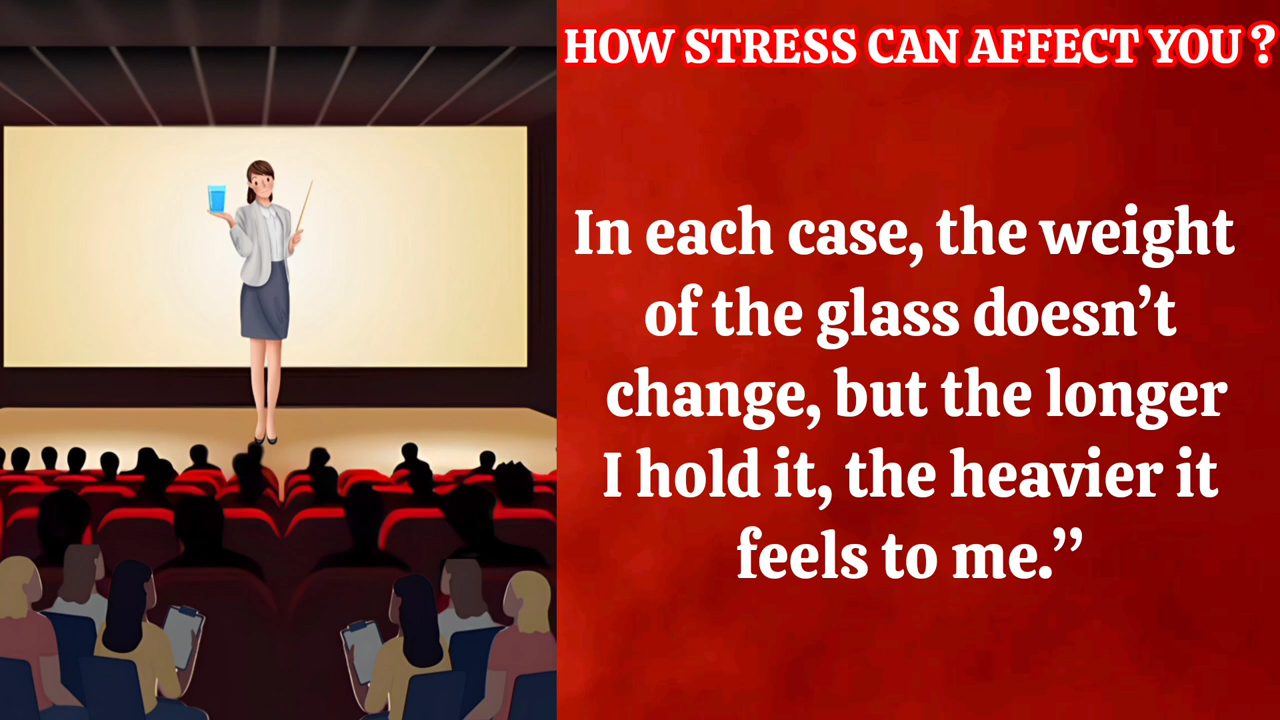 HOW STRESS CAN AFFECT YOU ?
In each case, the weight
of the glass doesn’t
change, but the longer
I hold it, the heavier it
feels to me.”